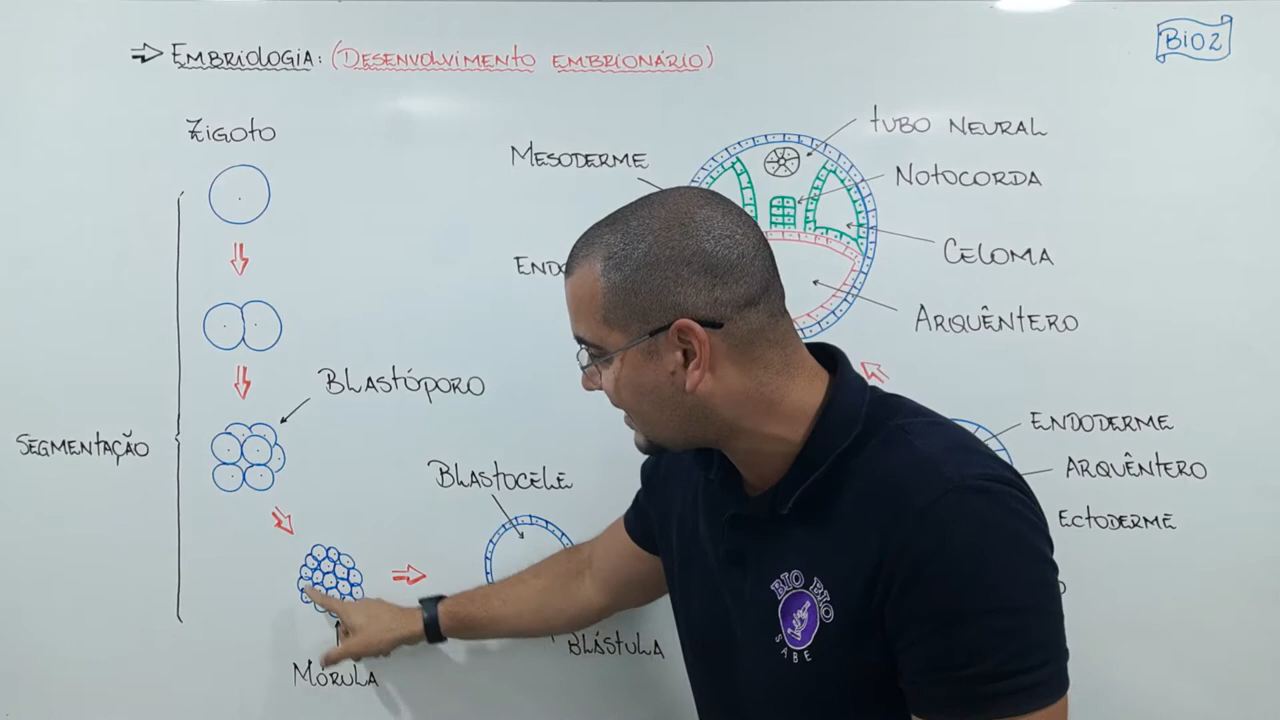 ⇒ EMBRIOLOGIA: (DESENVOLVIMENTO EMBRIONÁRIO)
BIO2
ZIGOTO
TUBO NEURAL
MESODERME
NOTOCORDA
CELOMA
ARQUÊNTERO
BLASTÓPORO
SEGMENTAÇÃO
BLASTOCELE
ENDODERME
ARQUÊNTERO
ECTODERME
BLÁSTULA
MÓRULA
BIO BIO
SABE